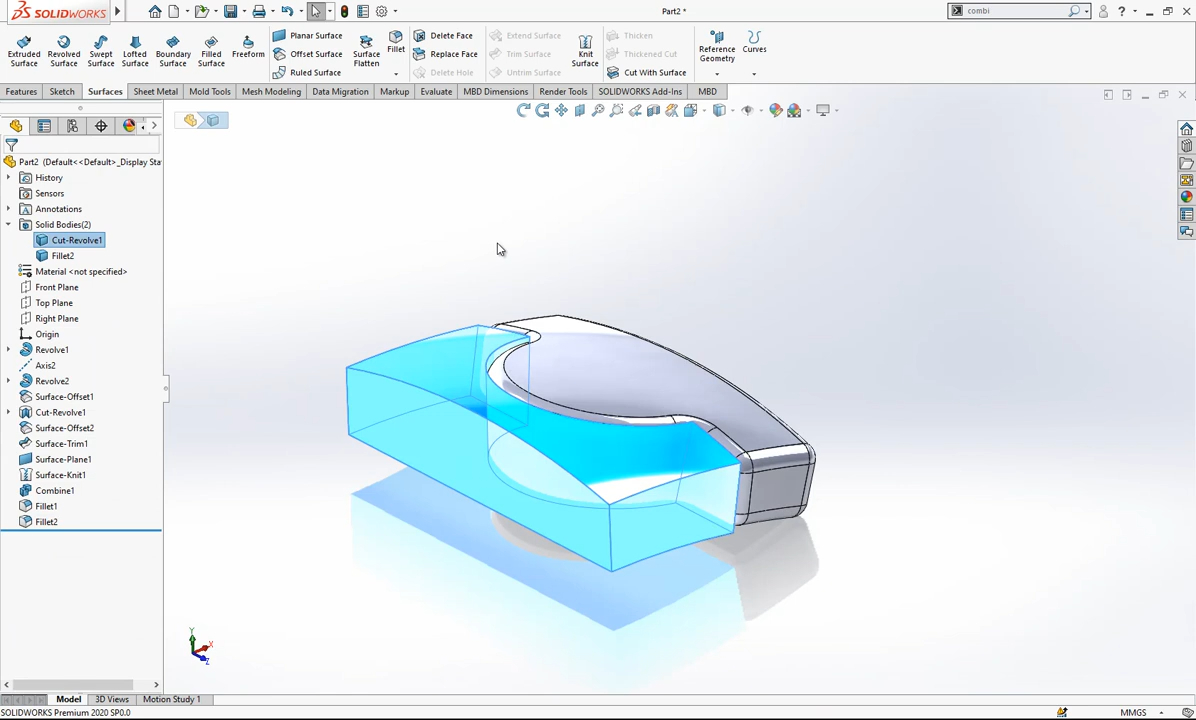 SOLIDWORKS
Part2 *
combi
Extruded Surface
Revolved Surface
Swept Surface
Lofted Surface
Boundary Surface
Filled Surface
Freeform
Planar Surface
Offset Surface
Ruled Surface
Surface Flatten
Fillet
Delete Face
Replace Face
Delete Hole
Extend Surface
Trim Surface
Untrim Surface
Knit Surface
Thicken
Thickened Cut
Cut With Surface
Reference Geometry
Curves
Features Sketch Surfaces Sheet Metal Mold Tools Mesh Modeling Data Migration Markup Evaluate MBD Dimensions Render Tools SOLIDWORKS Add-Ins MBD
Part2 (Default<<Default>_Display Sta
History
Sensors
Annotations
Solid Bodies(2)
Cut-Revolve1
Fillet2
Material <not specified>
Front Plane
Top Plane
Right Plane
Origin
Revolve1
Axis2
Revolve2
Surface-Offset1
Cut-Revolve1
Surface-Offset2
Surface-Trim1
Surface-Plane1
Surface-Knit1
Combine1
Fillet1
Fillet2
Y
X
Z
Model 3D Views Motion Study 1
SOLIDWORKS Premium 2020 SP0.0
MMGS